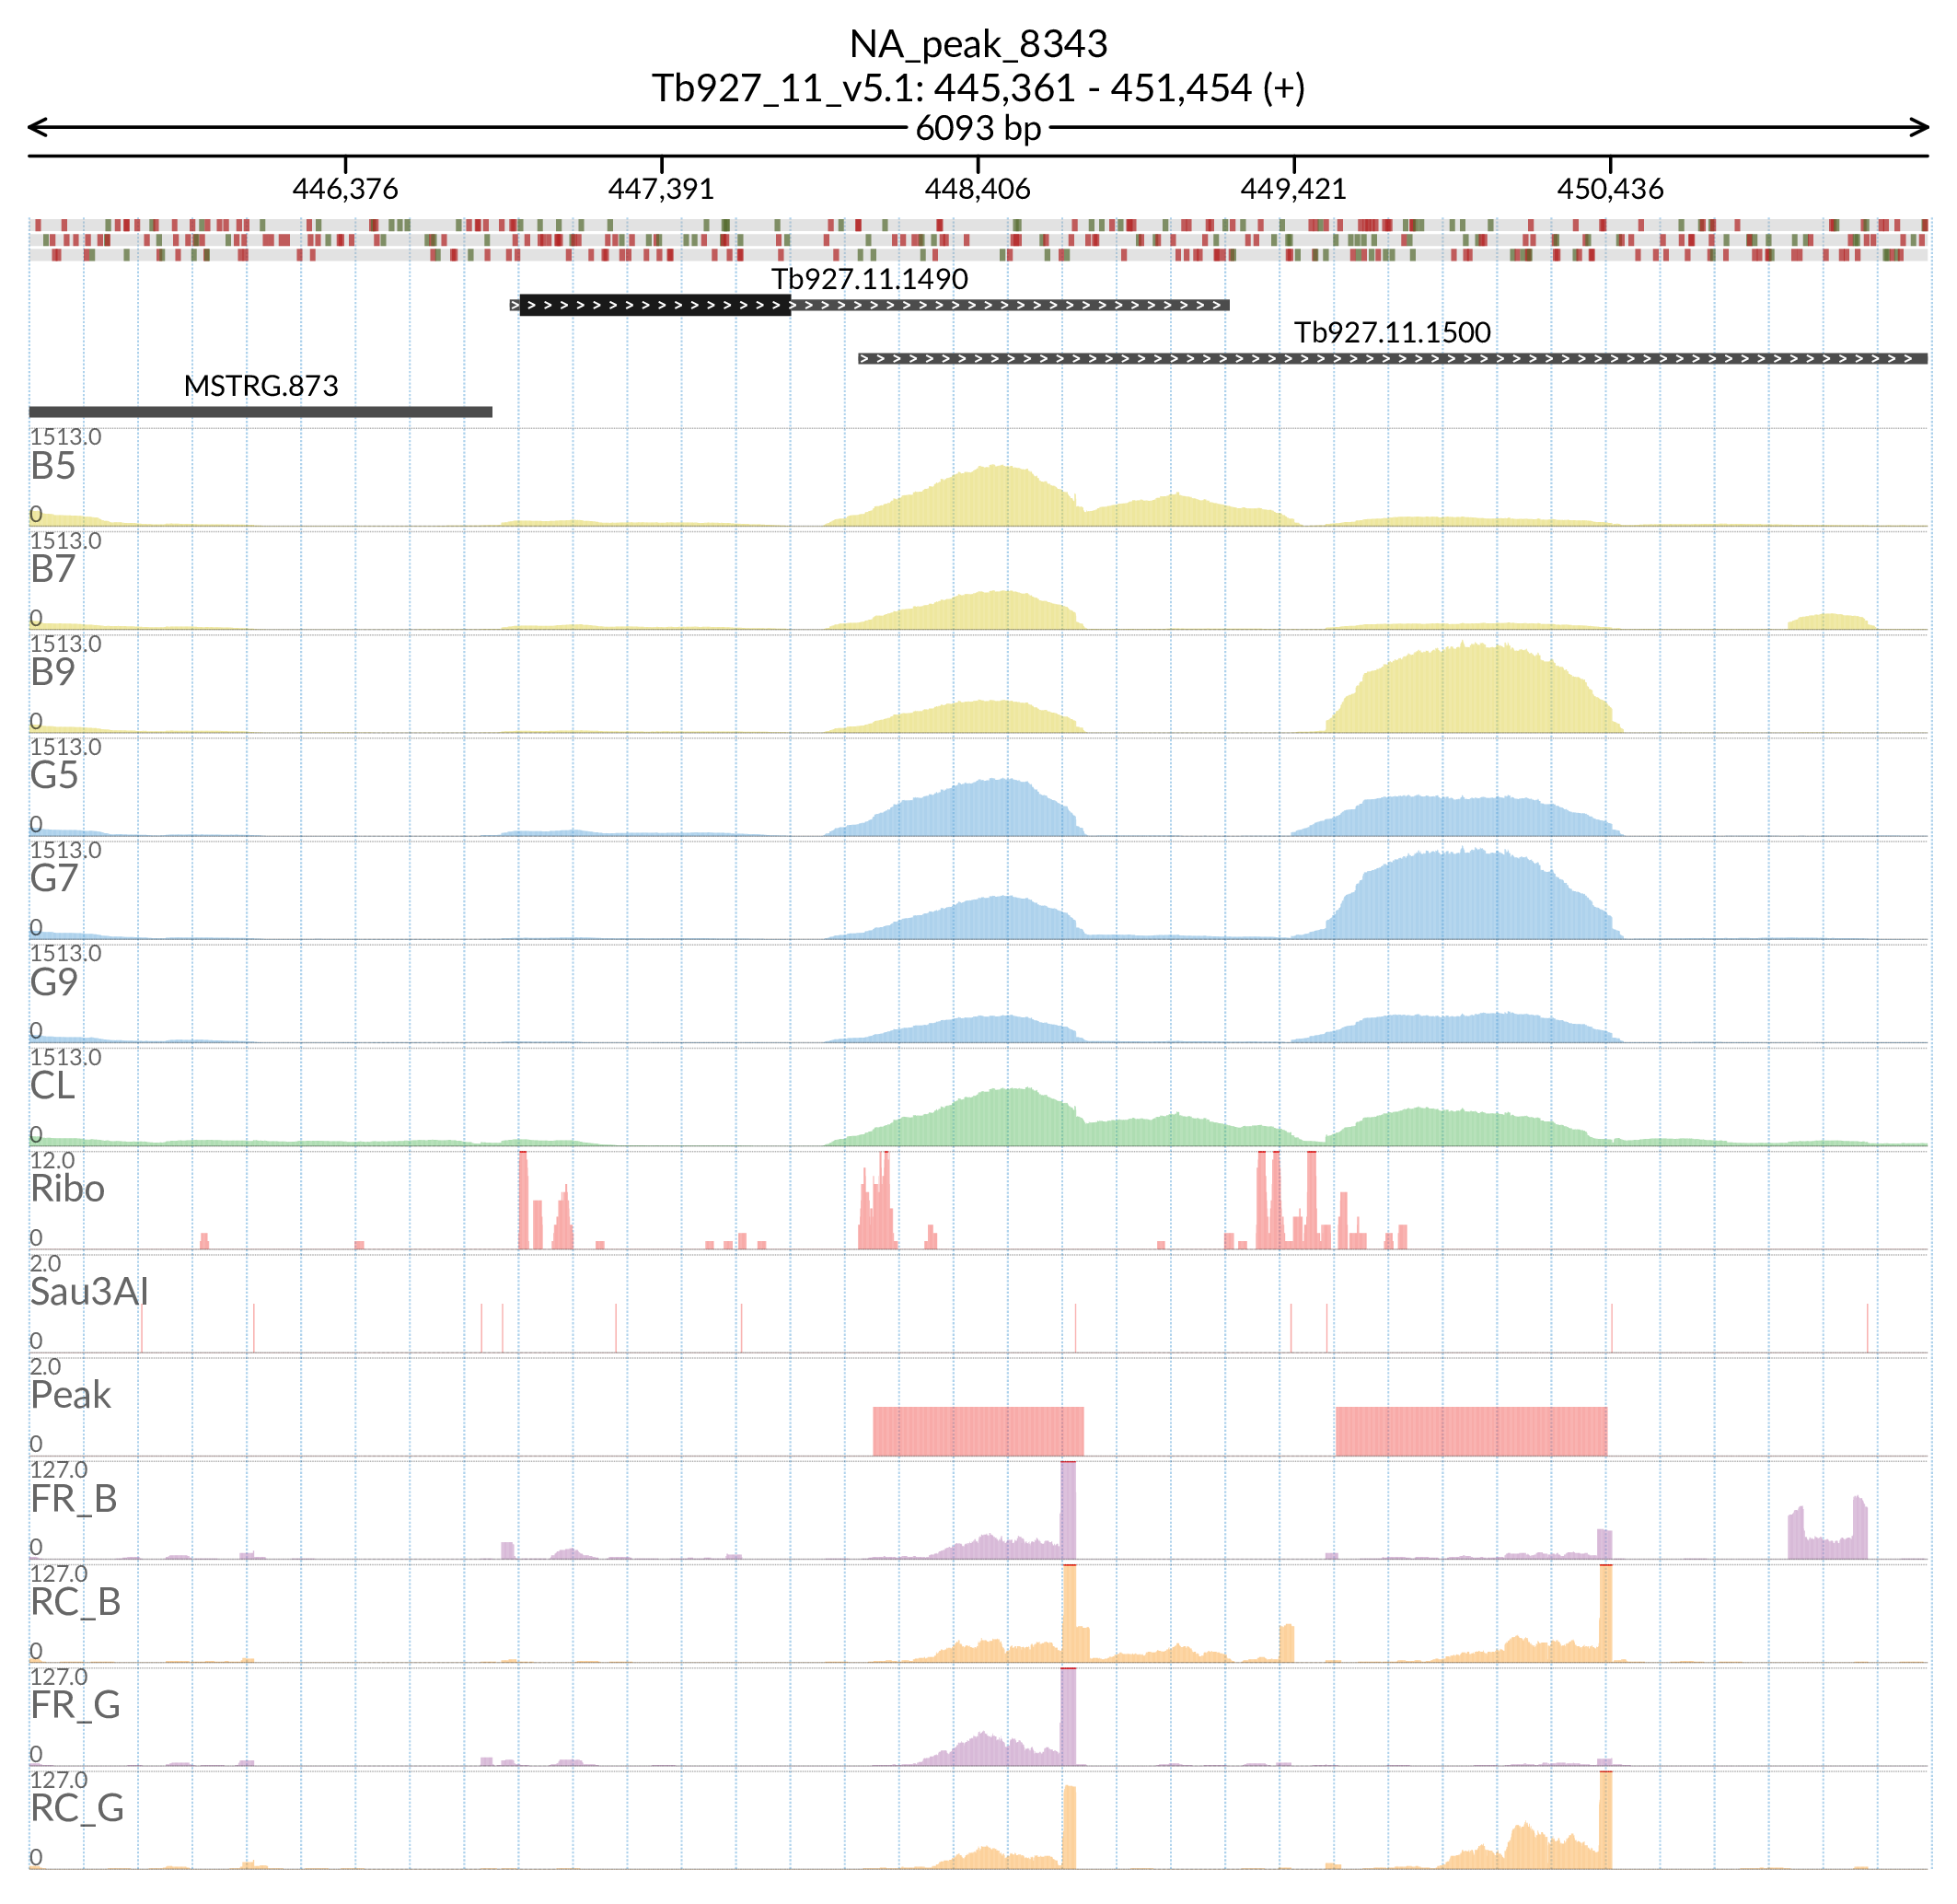 NA_peak_8343
Tb927_11_v5.1: 445,361 - 451,454 (+)
6093 bp
446,376 447,391 448,406 449,421 450,436
Tb927.11.1490
Tb927.11.1500
MSTRG.873
1513.0
B5
0
1513.0
B7
0
1513.0
B9
0
1513.0
G5
0
1513.0
G7
0
1513.0
G9
0
1513.0
CL
0
12.0
Ribo
0
2.0
Sau3AI
0
2.0
Peak
0
127.0
FR_B
0
127.0
RC_B
0
127.0
FR_G
0
127.0
RC_G
0